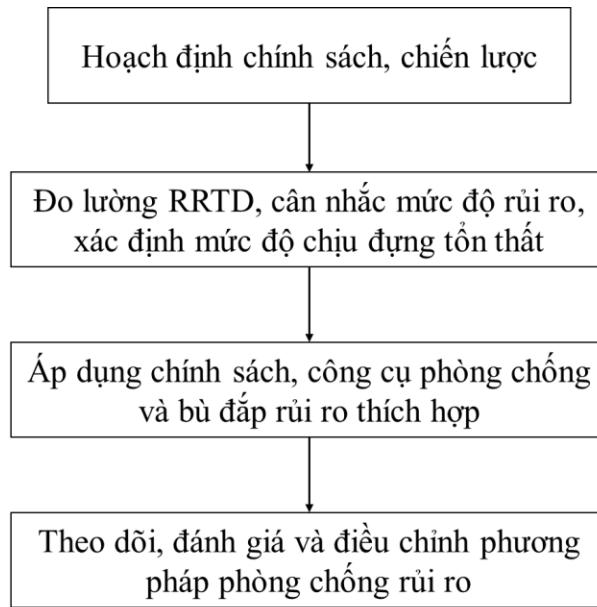 Hoạch định chính sách, chiến lược
Đo lường RRTD, cân nhắc mức độ rủi ro,
xác định mức độ chịu đựng tổn thất
Áp dụng chính sách, công cụ phòng chống
và bù đắp rủi ro thích hợp
Theo dõi, đánh giá và điều chỉnh phương
pháp phòng chống rủi ro